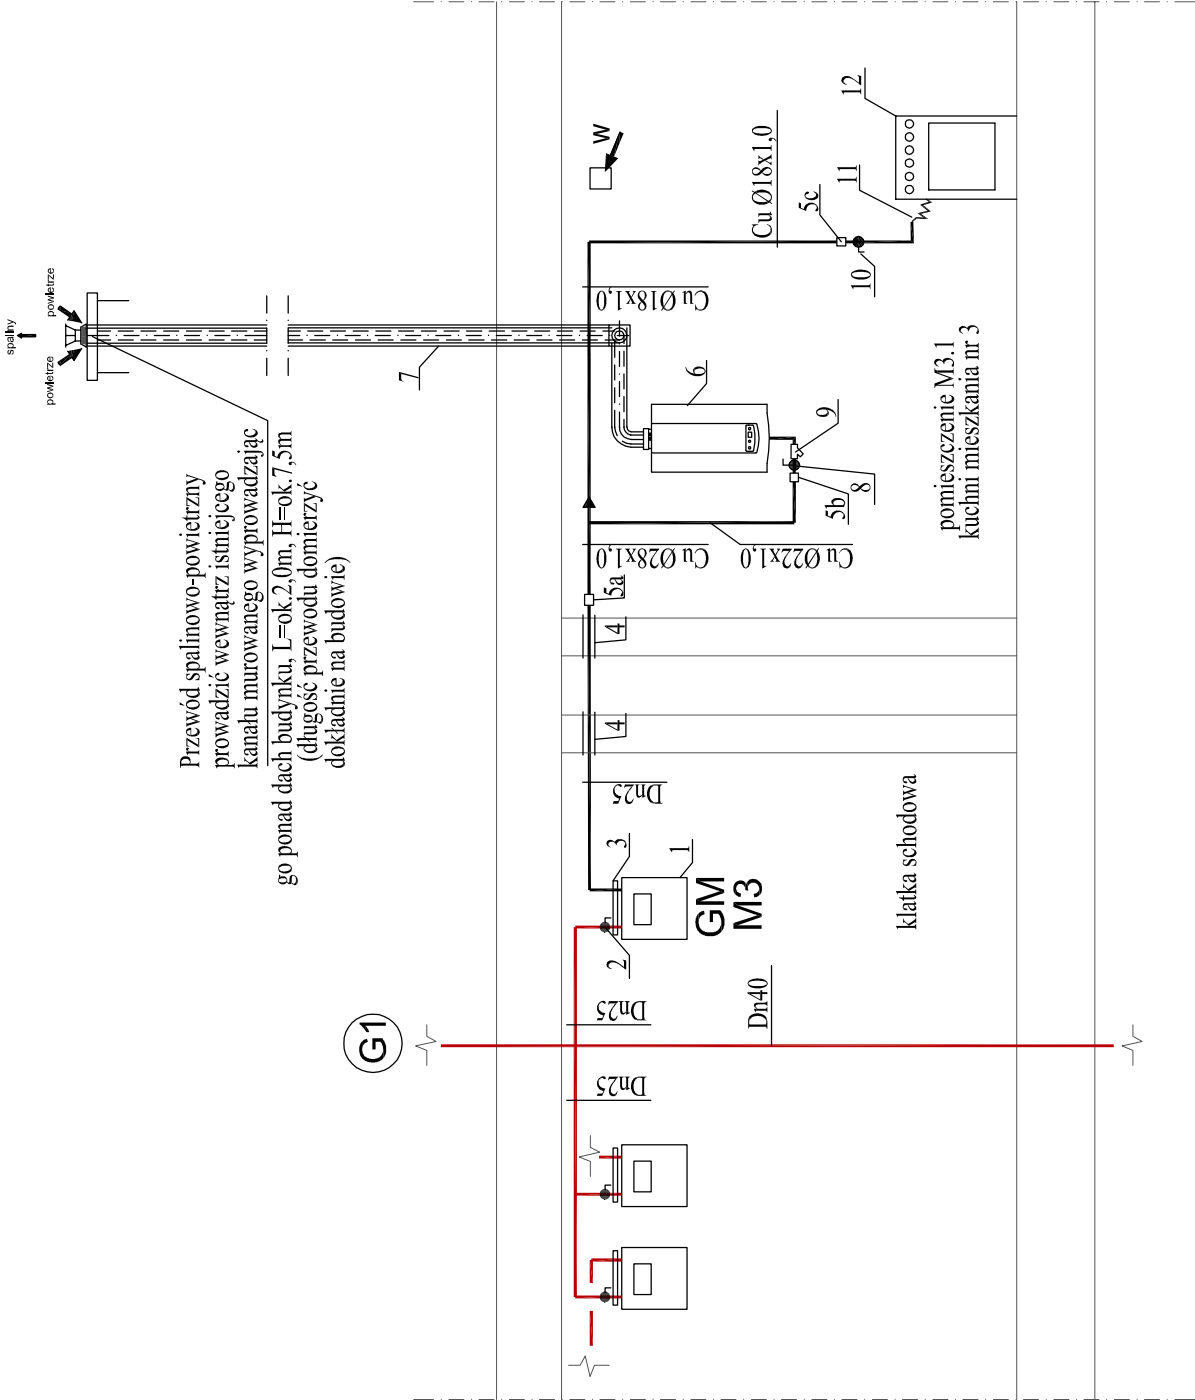 spaliny
powietrze
powietrze
Przewód spalinowo-powietrzny
prowadzić wewnątrz istniejącego
kanału murowanego wyprowadzając
go ponad dach budynku, L=ok.2,0m, H=ok.7,5m
(długość przewodu domierzyć
dokładnie na budowie)
7
W
Cu Ø18x1,0
Cu Ø18x1,0
12
11
5c
10
6
9
8
5b
Cu Ø28x1,0
Cu Ø22x1,0
5a
4
4
pomieszczenie M3.1
kuchni mieszkania nr 3
Dn25
3
1
2
GM
M3
klatka schodowa
G1
Dn25
Dn40
Dn25